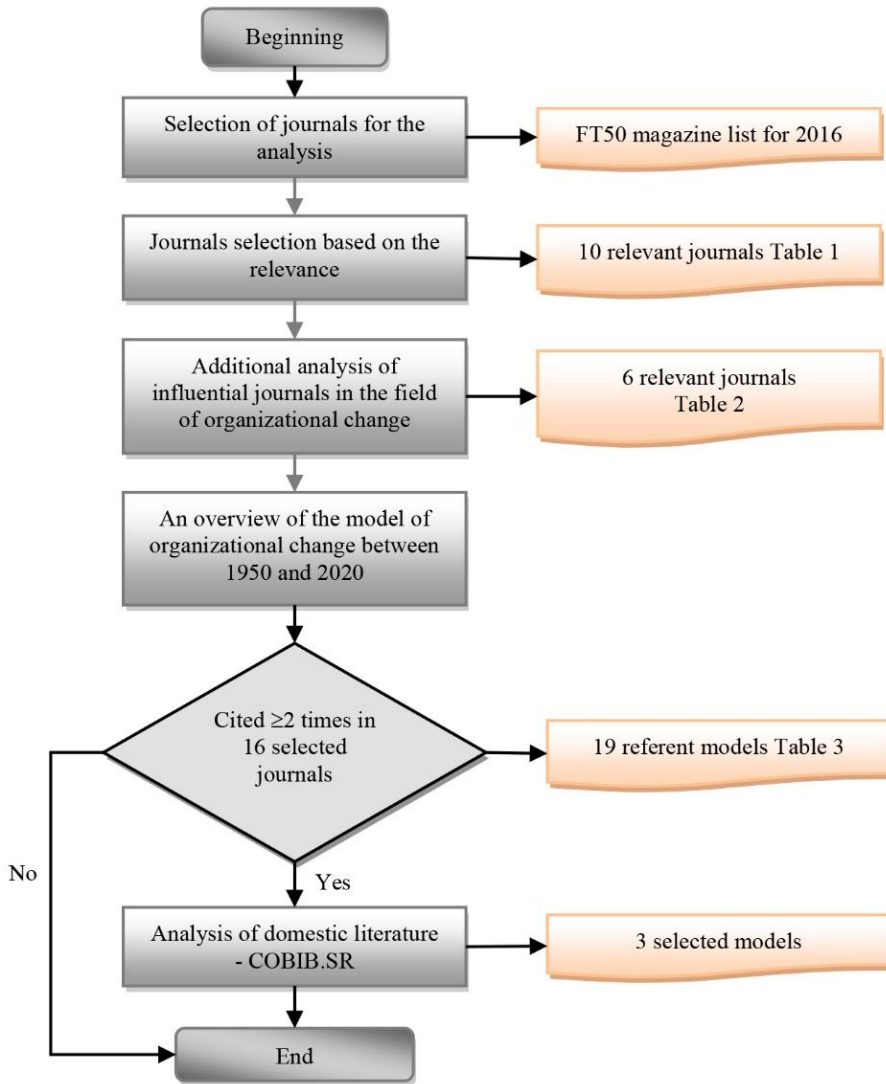 Beginning
Selection of journals for the
analysis
FT50 magazine list for 2016
Journals selection based on the
relevance
10 relevant journals Table 1
Additional analysis of
influential journals in the field
of organizational change
6 relevant journals
Table 2
An overview of the model of
organizational change between
1950 and 2020
Cited ≥2 times in
16 selected
journals
19 referent models Table 3
No
Yes
Analysis of domestic literature
- COBIB.SR
3 selected models
End